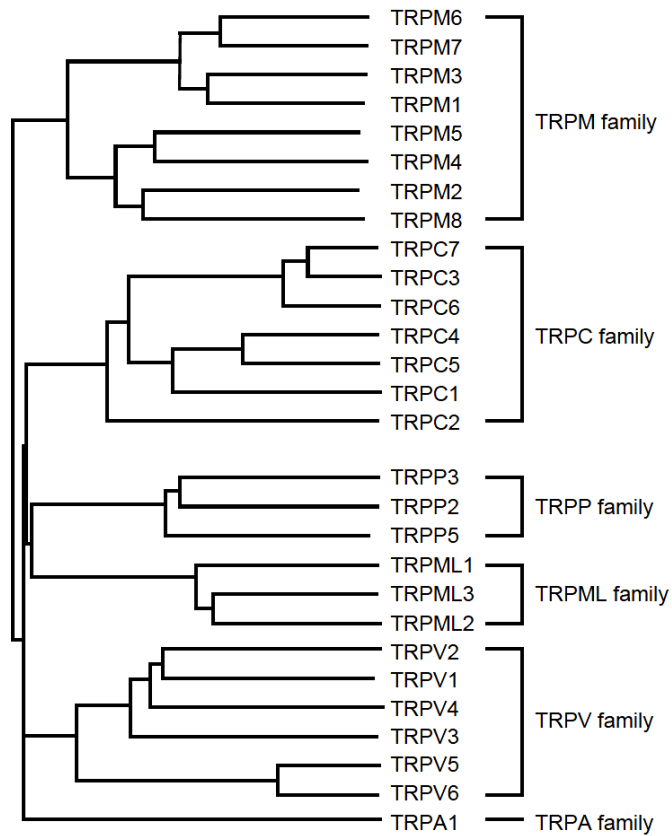 TRPM6
TRPM7
TRPM3
TRPM1
TRPM family
TRPM5
TRPM4
TRPM2
TRPM8
TRPC7
TRPC3
TRPC6
TRPC4
TRPC family
TRPC5
TRPC1
TRPC2
TRPP3
TRPP2
TRPP family
TRPP5
TRPML1
TRPML3
TRPML family
TRPML2
TRPV2
TRPV1
TRPV4
TRPV family
TRPV3
TRPV5
TRPV6
TRPA1
TRPA family